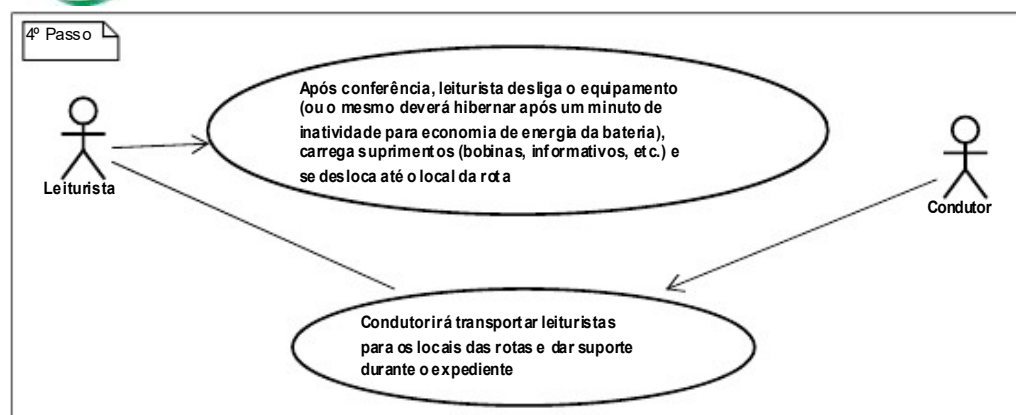 4º Passo
Após conferência, leiturista desliga o equipamento
(ou o mesmo deverá hibernar após um minuto de
inatividade para economia de energia da bateria),
carrega suprimentos (bobinas, informativos, etc.) e
se desloca até o local da rota
Leiturista
Condutor
Condutor irá transportar leituristas
para os locais das rotas e dar suporte
durante o expediente